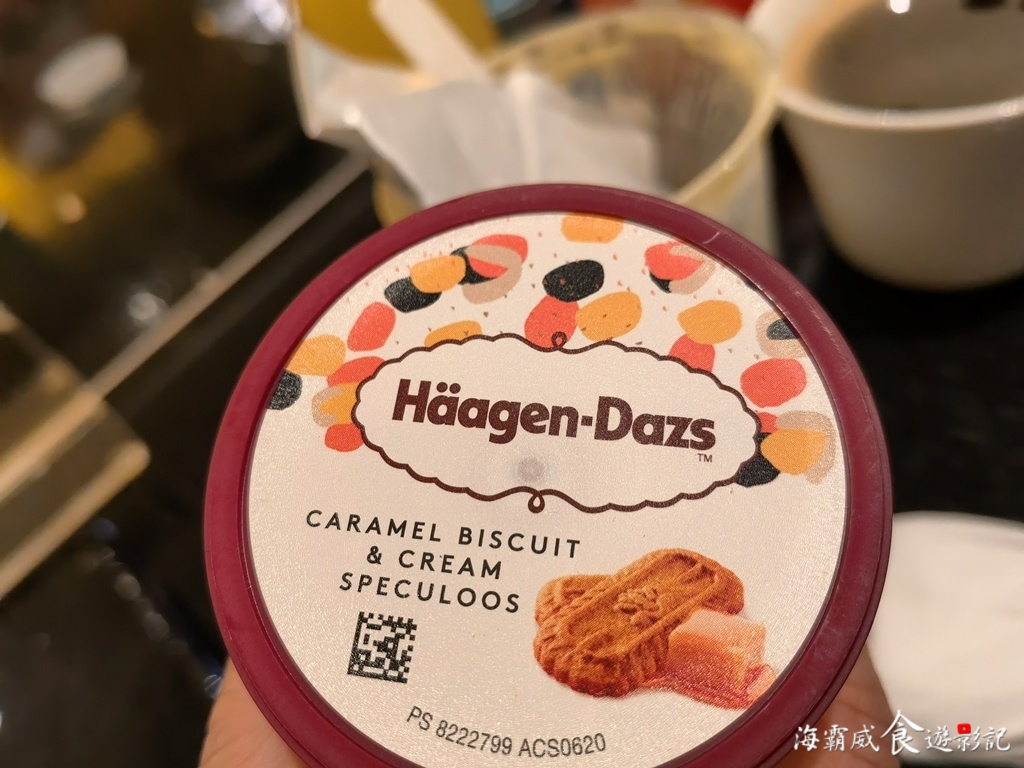 Häagen-Dazs
TM
CARAMEL BISCUIT
& CREAM
SPECULOOS
PS 8222799 ACS0620
海霸威食遊影記